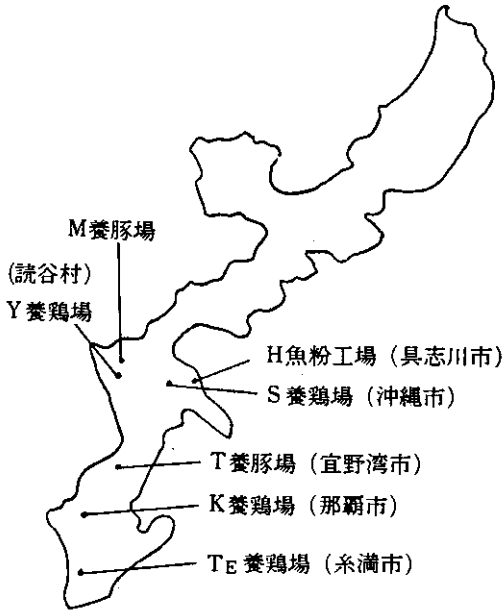 M養豚場
(読谷村)
Y養鶏場
H魚粉工場（具志川市）
S養鶏場（沖縄市）
T養豚場（宜野湾市）
K養鶏場（那覇市）
TE養鶏場（糸満市）